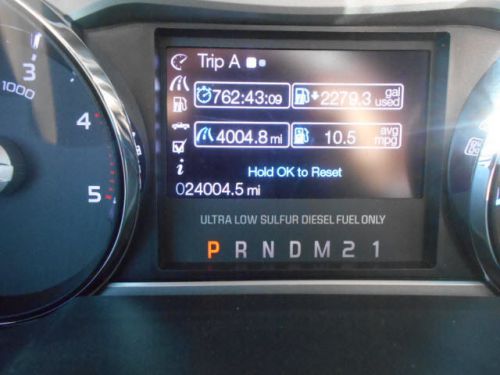 Trip A
762:43:09
2279.3 gal used
4004.8 mi
10.5 avg mpg
Hold OK to Reset
024004.5 mi
ULTRA LOW SULFUR DIESEL FUEL ONLY
P R N D M 2 1
3
1000
4
5